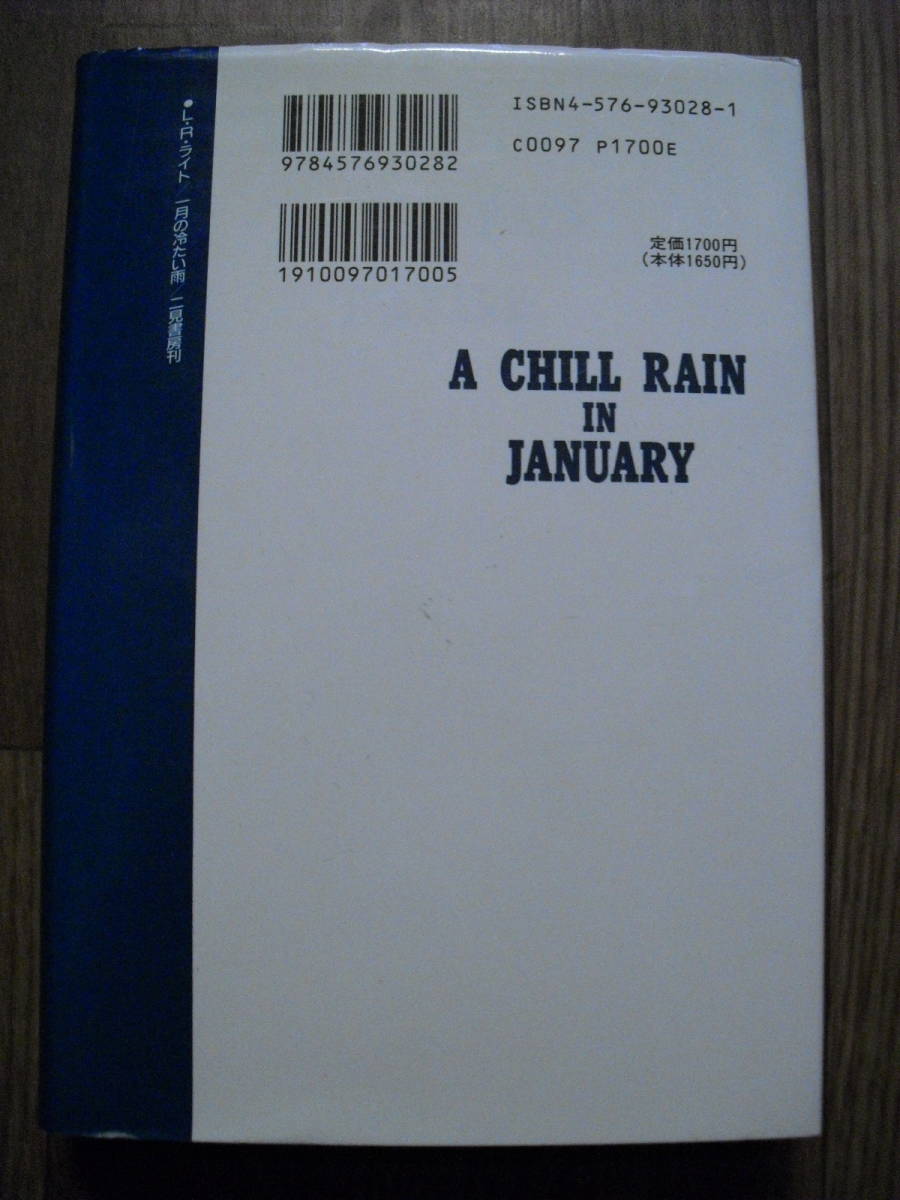 ●L・R・ライト／一月の冷たい雨／二見書房刊
9784576930282
ISBN4-576-93028-1
C0097 P1700E
1910097017005
定価1700円
(本体1650円)
A CHILL RAIN
IN
JANUARY